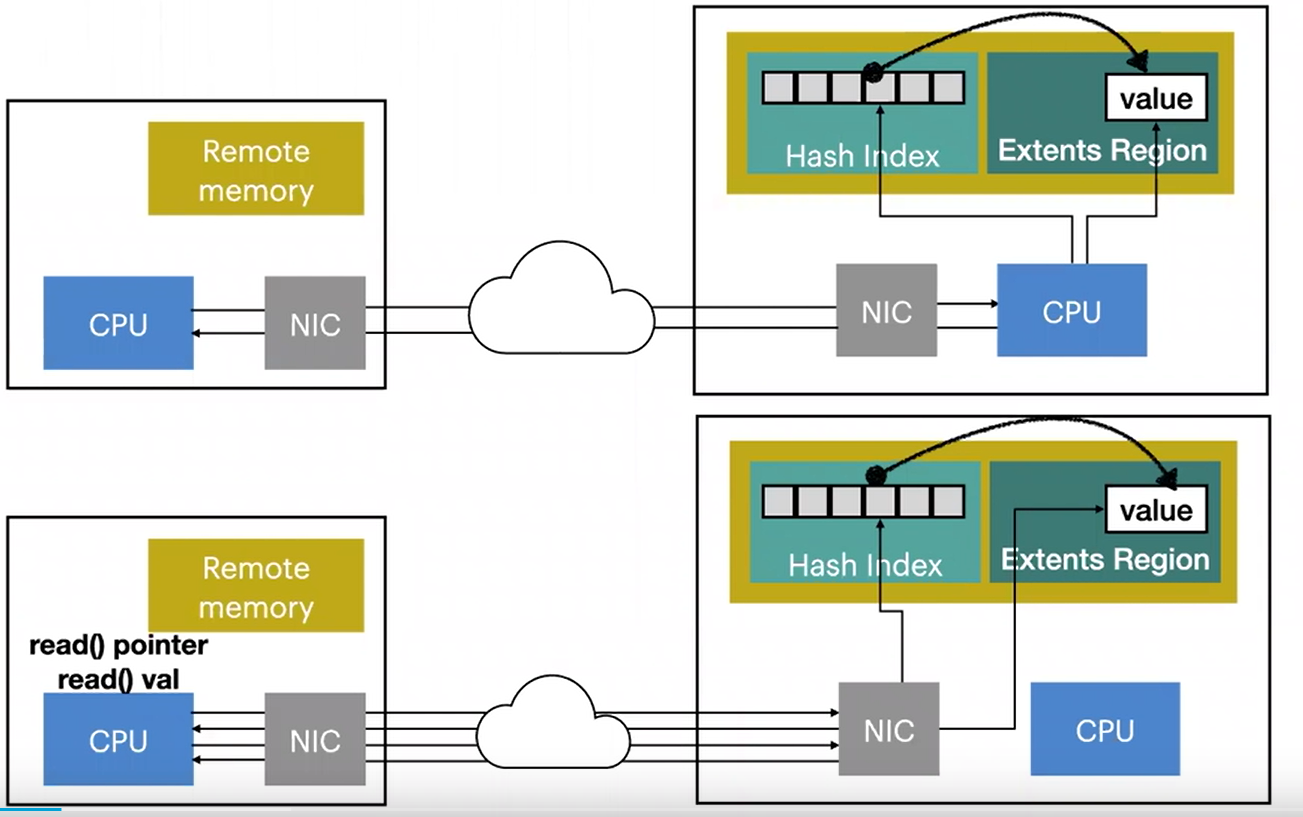 Remote
memory
CPU
NIC
Hash Index
value
Extents Region
NIC
CPU
Remote
memory
read() pointer
read() val
CPU
NIC
Hash Index
value
Extents Region
NIC
CPU